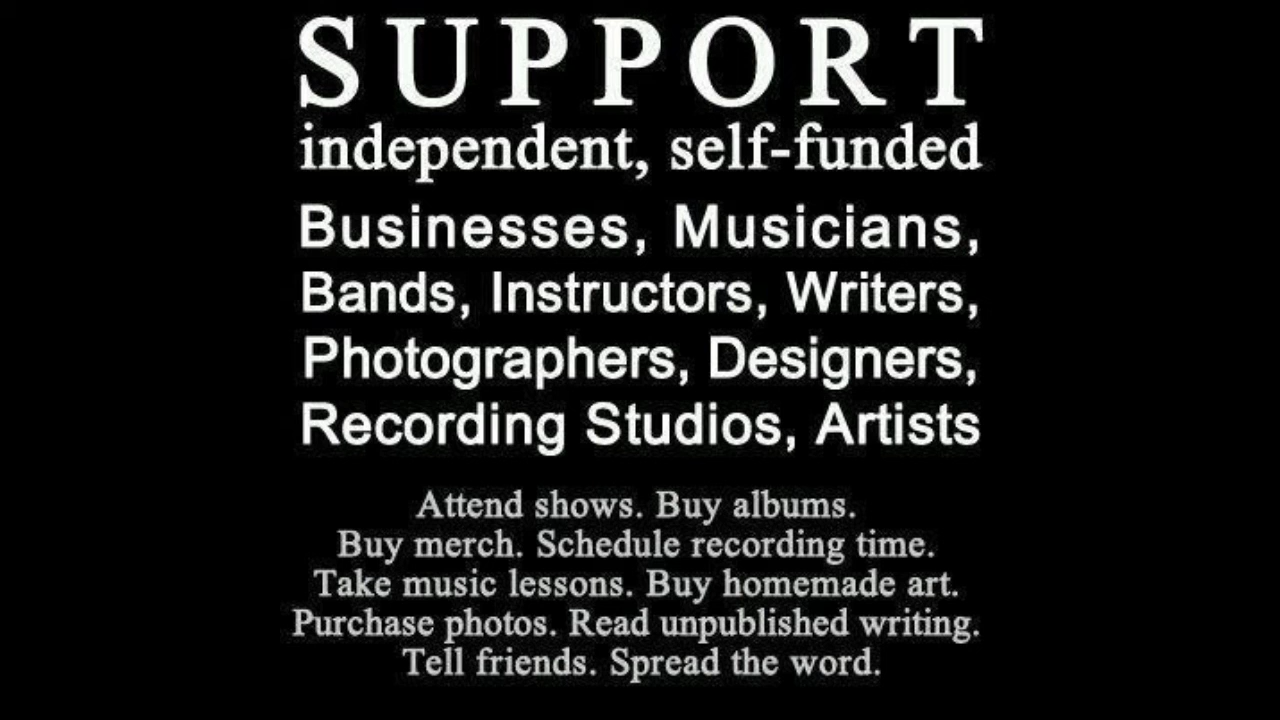 SUPPORT
independent, self-funded
Businesses, Musicians,
Bands, Instructors, Writers,
Photographers, Designers,
Recording Studios, Artists
Attend shows. Buy albums.
Buy merch. Schedule recording time.
Take music lessons. Buy homemade art.
Purchase photos. Read unpublished writing.
Tell friends. Spread the word.